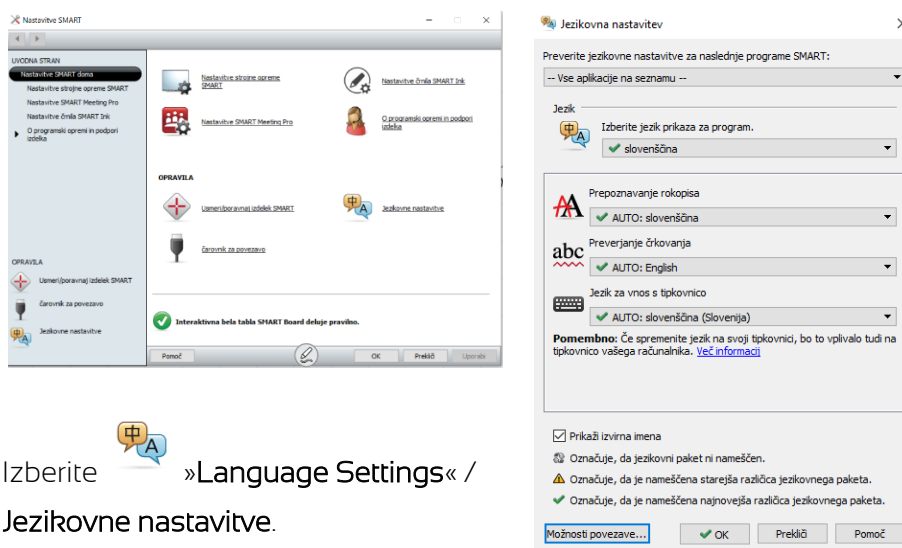 Nastavitve SMART
UVODNA STRAN
Nastavitve SMART doma
Nastavitve strojne opreme SMART
Nastavitve SMART Meeting Pro
Nastavitve črnila SMART Ink
O programski opremi in podpori
izdelka
OPRAVILA
Usmeri/poravnaj izdelek SMART
čarovnik za povezavo
Jezikovne nastavitve
Nastavitve strojne opreme
SMART
Nastavitve črnila SMART Ink
Nastavitve SMART Meeting Pro
O programski opremi in podpori
izdelka
OPRAVILA
Usmeri/poravnaj izdelek SMART
Jezikovne nastavitve
čarovnik za povezavo
Interaktivna bela tabla SMART Board deluje pravilno.
Pomoč
OK
Prekliči
Uporabi
Izberite 中 A »Language Settings« /
Jezikovne nastavitve.
Jezikovna nastavitev
Preverite jezikovne nastavitve za naslednje programe SMART:
-- Vse aplikacije na seznamu --
Jezik
Izberite jezik prikaza za program.
slovenščina
Prepoznavanje rokopisa
AUTO: slovenščina
abc
Preverjanje črkovanja
AUTO: English
Jezik za vnos s tipkovnico
AUTO: slovenščina (Slovenija)
Pomembno: Če spremenite jezik na svoji tipkovnici, bo to vplivalo tudi na
tipkovnico vašega računalnika. Več informacij
Prikaži izvirna imena
Označuje, da jezikovni paket ni nameščen.
Označuje, da je nameščena starejša različica jezikovnega paketa.
Označuje, da je nameščena najnovejša različica jezikovnega paketa.
Možnosti povezave...
OK
Prekliči
Pomoč